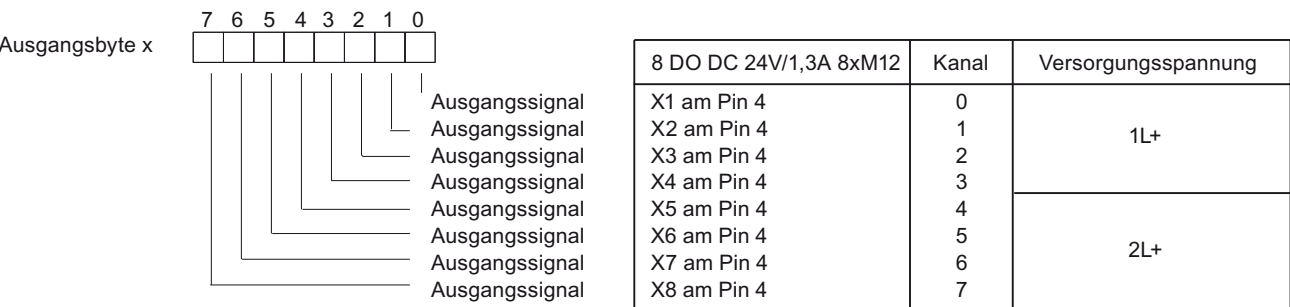 7 6 5 4 3 2 1 0
Ausgangsbyte x
8 DO DC 24V/1,3A 8xM12 Kanal Versorgungsspannung
Ausgangssignal X1 am Pin 4 0
Ausgangssignal X2 am Pin 4 1
1L+
Ausgangssignal X3 am Pin 4 2
Ausgangssignal X4 am Pin 4 3
Ausgangssignal X5 am Pin 4 4
Ausgangssignal X6 am Pin 4 5
2L+
Ausgangssignal X7 am Pin 4 6
Ausgangssignal X8 am Pin 4 7